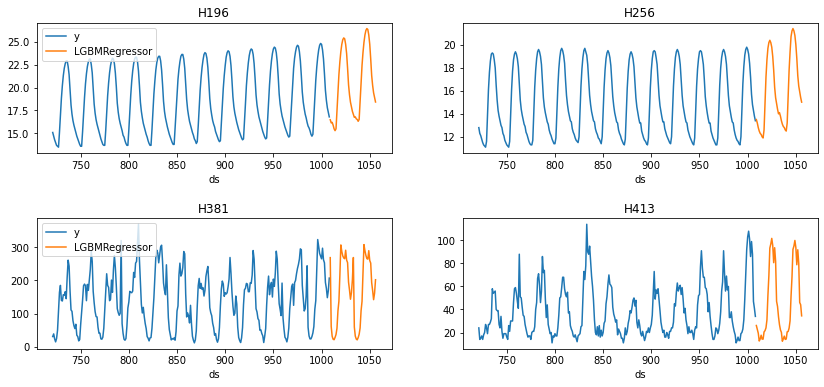 H196
25.0
22.5
20.0
17.5
15.0
y
LGBMRegressor
750 800 850 900 950 1000 1050
ds
H256
20
18
16
14
12
750 800 850 900 950 1000 1050
ds
H381
300
200
100
0
y
LGBMRegressor
750 800 850 900 950 1000 1050
ds
H413
100
80
60
40
20
750 800 850 900 950 1000 1050
ds